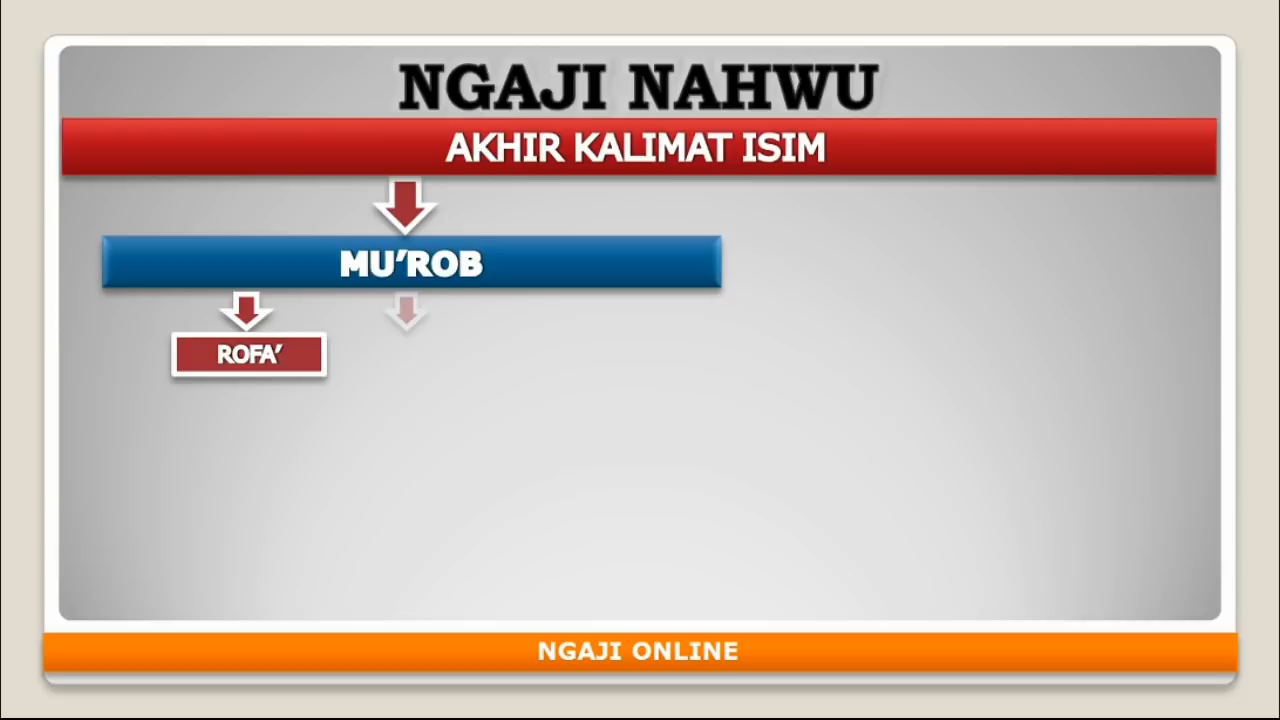 NGAJI NAHWU
AKHIR KALIMAT ISIM
MU’ROB
ROFA’
NGAJI ONLINE